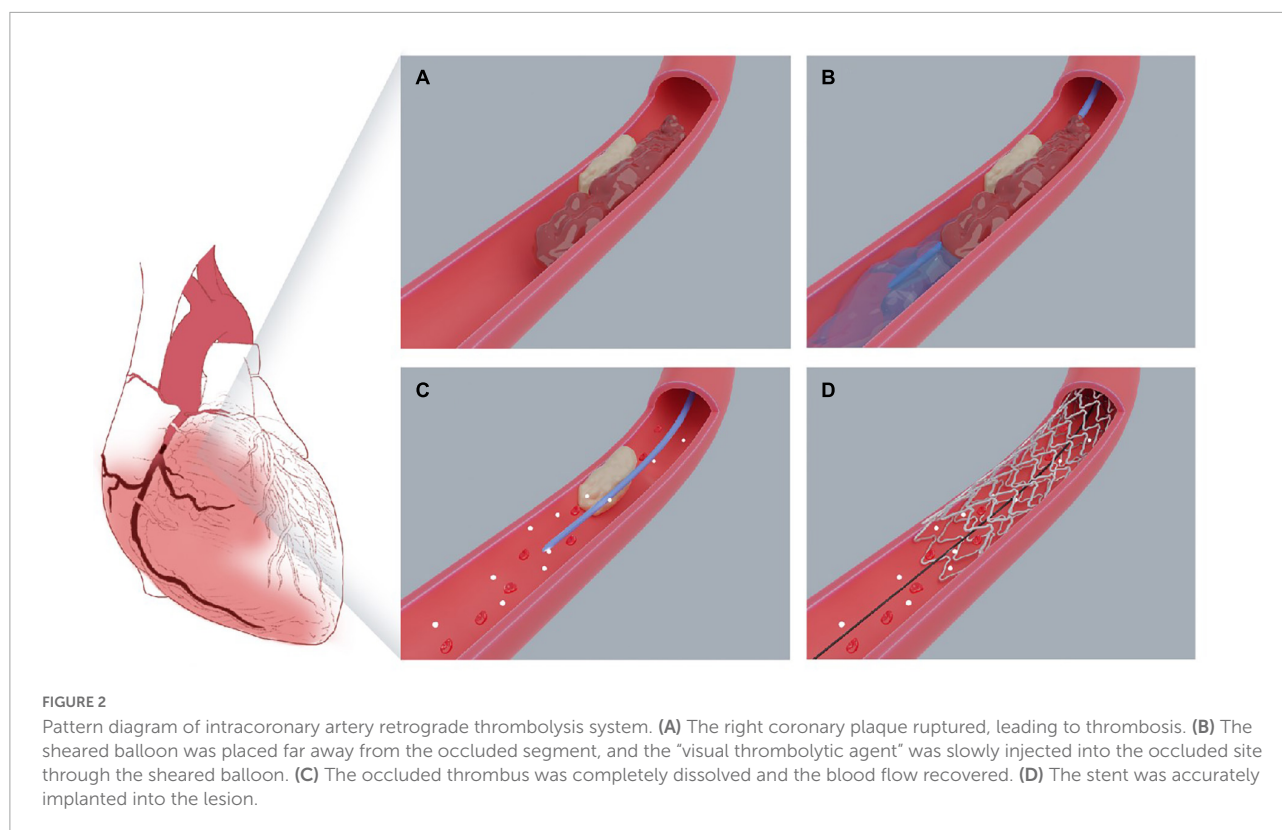 A
B
C
D
FIGURE 2
Pattern diagram of intracoronary artery retrograde thrombolysis system. (A) The right coronary plaque ruptured, leading to thrombosis. (B) The
sheared balloon was placed far away from the occluded segment, and the “visual thrombolytic agent” was slowly injected into the occluded site
through the sheared balloon. (C) The occluded thrombus was completely dissolved and the blood flow recovered. (D) The stent was accurately
implanted into the lesion.